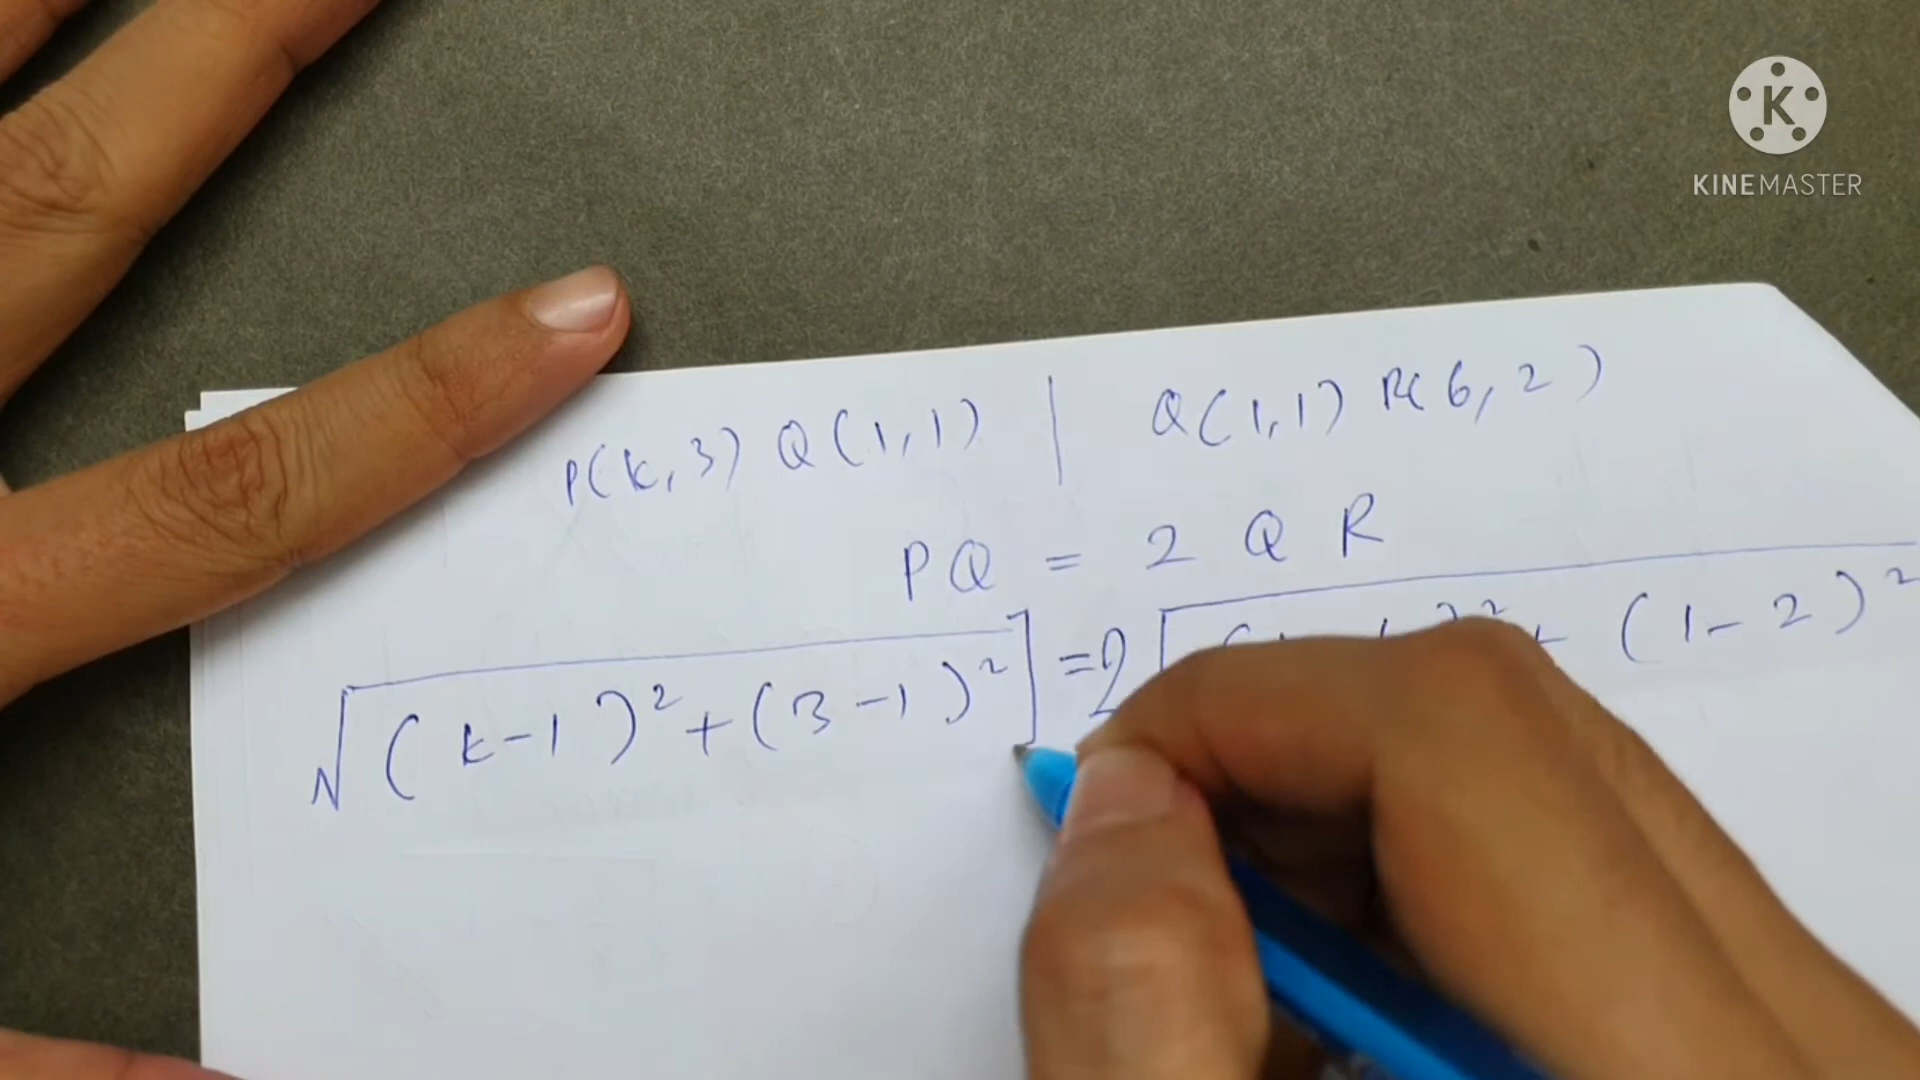 K
KINEMASTER
P(k,3) Q(1,1) | Q(1,1) R(6,2)
PQ = 2 Q R
√(k-1)²+(3-1)²] =2 )² + (1-2)²